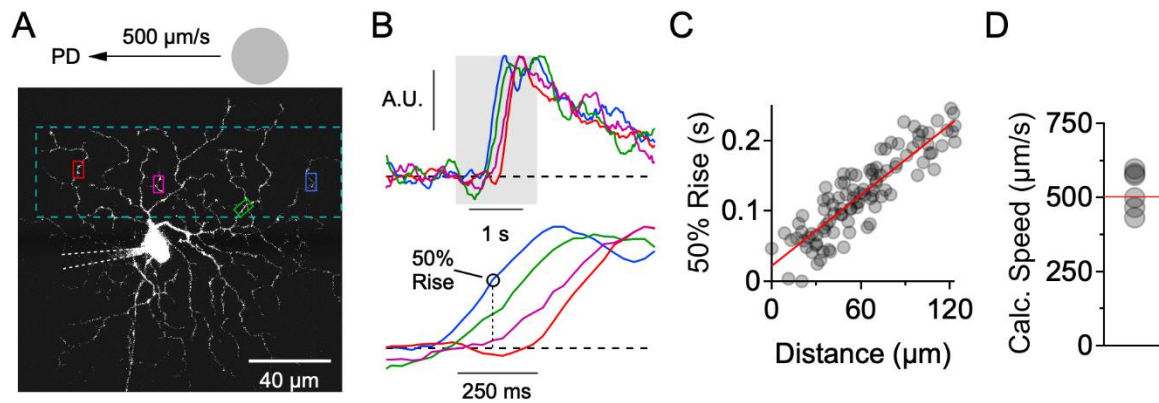 A
500 µm/s
PD
40 µm
B
A.U.
1 s
50%
Rise
250 ms
C
50% Rise (s)
0.2
0.1
0
0
60
120
Distance (µm)
D
Calc. Speed (µm/s)
750
500
250
0